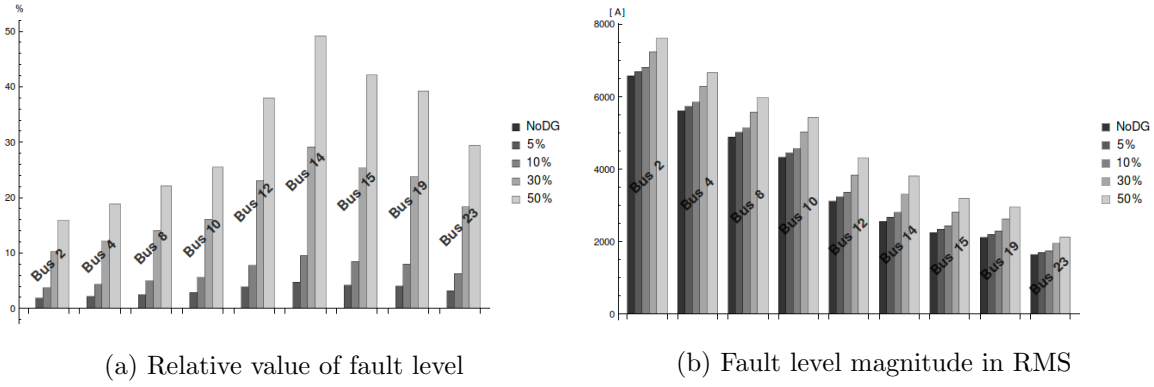 %
50
40
30
20
10
0
Bus 2
Bus 4
Bus 8
Bus 10
Bus 12
Bus 14
Bus 15
Bus 19
Bus 23
NoDG
5%
10%
30%
50%
(a) Relative value of fault level
[A]
8000
6000
4000
2000
0
Bus 2
Bus 4
Bus 8
Bus 10
Bus 12
Bus 14
Bus 15
Bus 19
Bus 23
NoDG
5%
10%
30%
50%
(b) Fault level magnitude in RMS